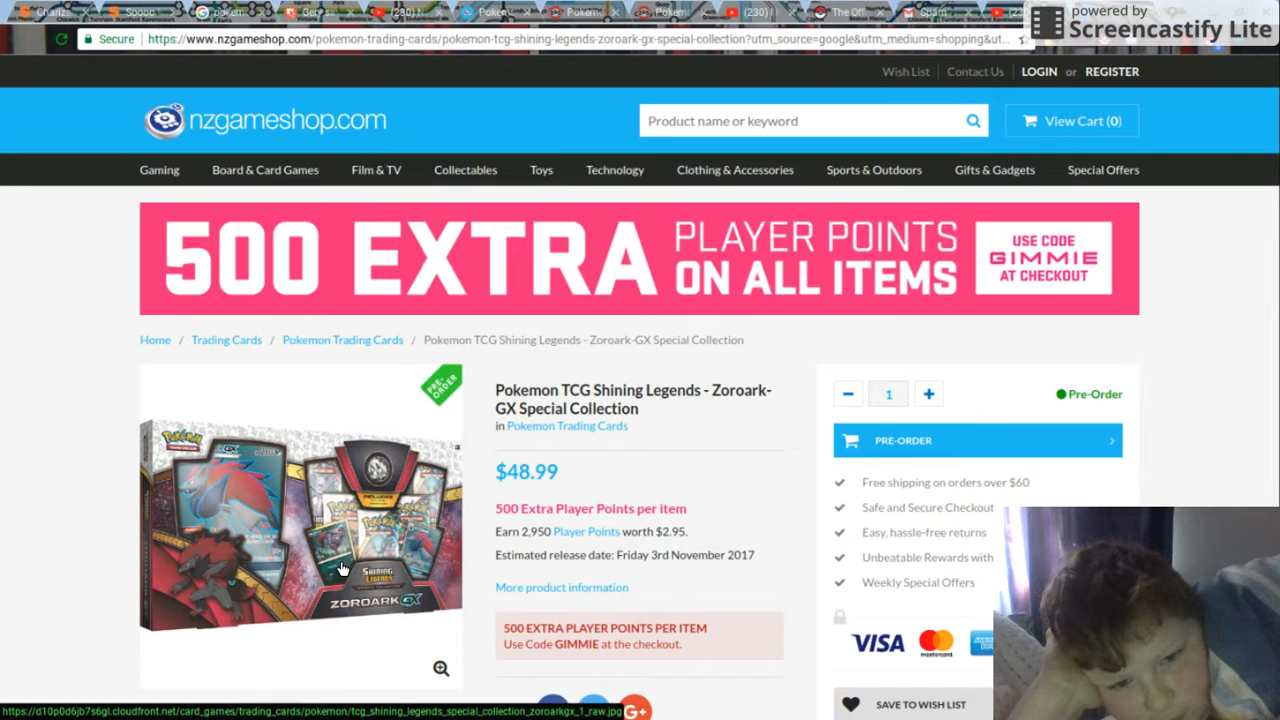 powered by
Screencastify Lite
Secure
https://www.nzgameshop.com/pokemon-trading-cards/pokemon-tcg-shining-legends-zoroark-gx-special-collection?utm_source=google&utm_medium=shopping&ut...
Wish List
Contact Us
LOGIN or REGISTER
nzgameshop.com
Product name or keyword
View Cart (0)
Gaming
Board & Card Games
Film & TV
Collectables
Toys
Technology
Clothing & Accessories
Sports & Outdoors
Gifts & Gadgets
Special Offers
500 EXTRA
PLAYER POINTS
ON ALL ITEMS
USE CODE
GIMMIE
AT CHECKOUT
Home / Trading Cards / Pokemon Trading Cards / Pokemon TCG Shining Legends - Zoroark-GX Special Collection
PRE-ORDER
Pokemon
SHINING
LEGENDS
ZOROARK GX
Pokemon TCG Shining Legends - Zoroark-
GX Special Collection
in Pokemon Trading Cards
$48.99
500 Extra Player Points per item
Earn 2,950 Player Points worth $2.95.
Estimated release date: Friday 3rd November 2017
More product information
500 EXTRA PLAYER POINTS PER ITEM
Use Code GIMMIE at the checkout.
1
Pre-Order
PRE-ORDER
Free shipping on orders over $60
Safe and Secure Checkout
Easy, hassle-free returns
Unbeatable Rewards with
Weekly Special Offers
VISA
mastercard
SAVE TO WISH LIST
G+
https://d10p0d6jb7s6gl.cloudfront.net/card_games/trading_cards/pokemon/tcg_shining_legends_special_collection_zoroarkgx_1_raw.jpg